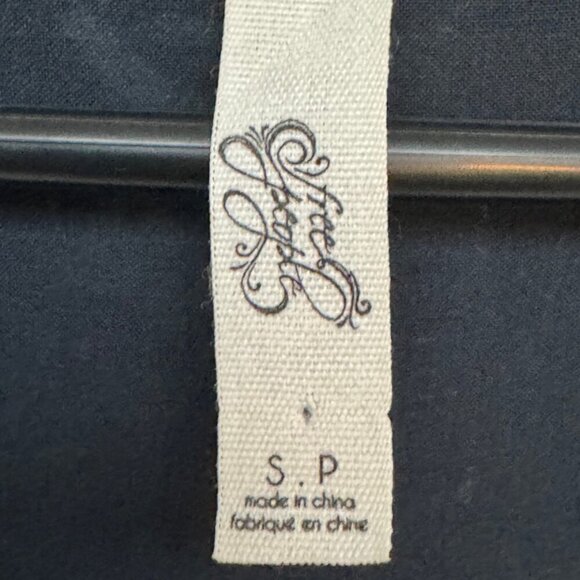 free
people
S . P
made in china
fabriqué en chine